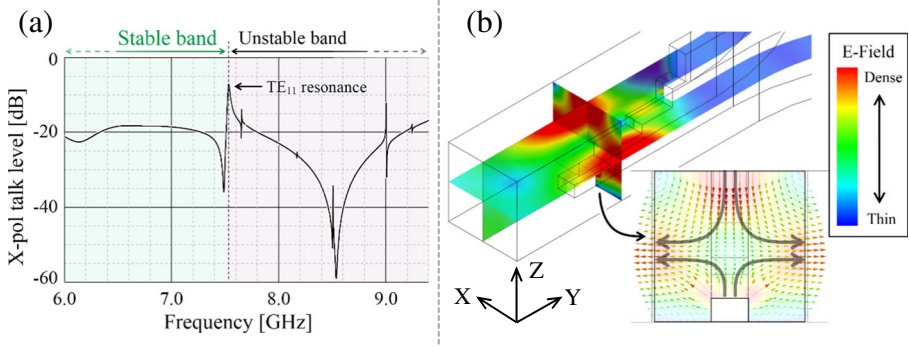 (a)
Stable band
Unstable band
TE11 resonance
X-pol talk level [dB]
0
-20
-40
-60
6.0
7.0
8.0
9.0
Frequency [GHz]
(b)
E-Field
Dense
Thin
Z
X
Y